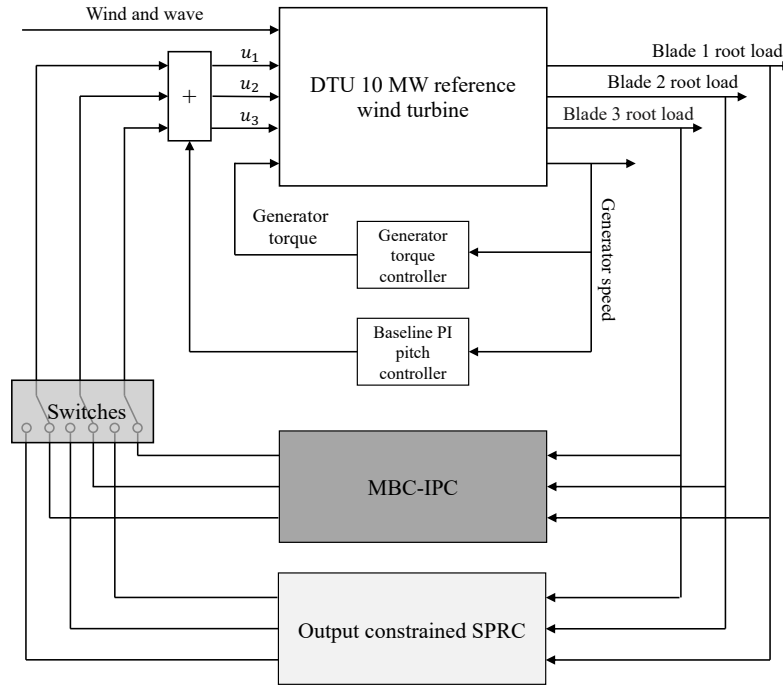 Wind and wave
u₁
u₂
u₃
+
DTU 10 MW reference
wind turbine
Blade 1 root load
Blade 2 root load
Blade 3 root load
Generator
torque
Generator
torque
controller
Generator speed
Baseline PI
pitch
controller
Switches
MBC-IPC
Output constrained SPRC